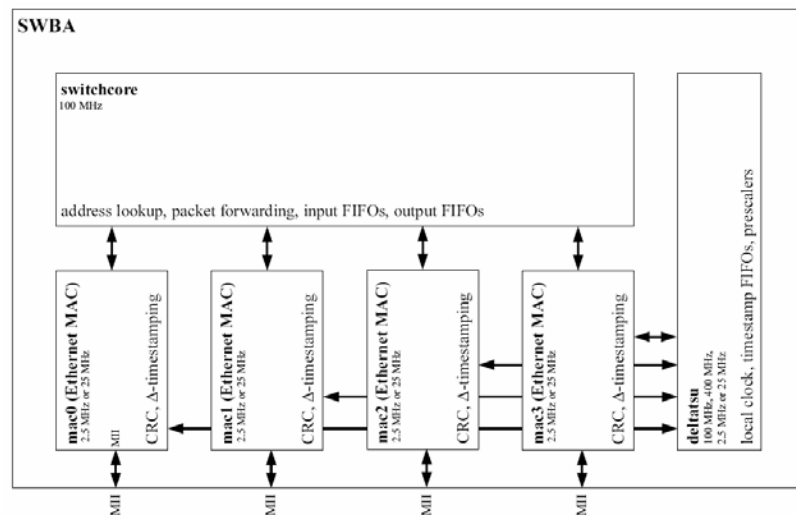 SWBA
switchcore
100 MHz
address lookup, packet forwarding, input FIFOs, output FIFOs
mac0 (Ethernet MAC)
2.5 MHz or 25 MHz
MII
CRC, Δ-timestamping
mac1 (Ethernet MAC)
2.5 MHz or 25 MHz
CRC, Δ-timestamping
mac2 (Ethernet MAC)
2.5 MHz or 25 MHz
CRC, Δ-timestamping
mac3 (Ethernet MAC)
2.5 MHz or 25 MHz
CRC, Δ-timestamping
deltatsu
100 MHz, 400 MHz,
2.5 MHz or 25 MHz
local clock, timestamp FIFOs, prescalers
MII
MII
MII
MII